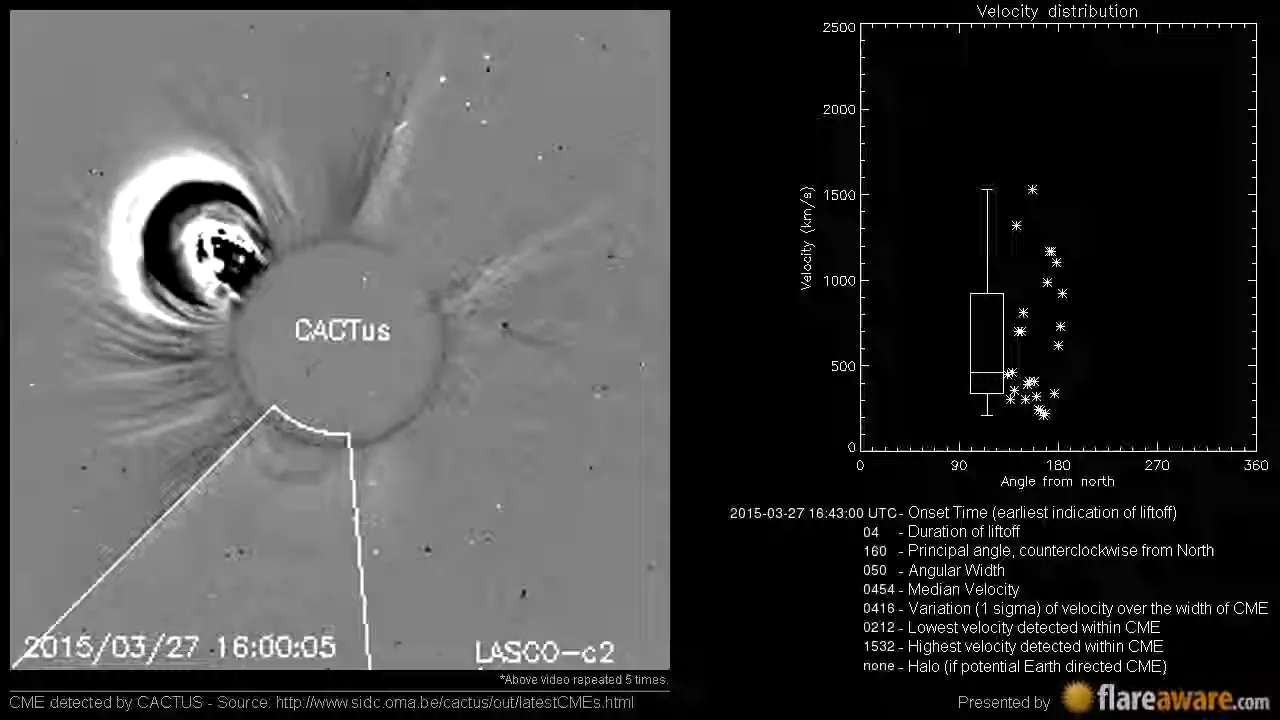 CACTus
2015/03/27 16:00:05
LASCO-c2
*Above video repeated 5 times.
CME detected by CACTUS - Source: http://www.sidc.oma.be/cactus/out/latestCMEs.html
Velocity distribution
Velocity (km/s)
2500
2000
1500
1000
500
0
0 90 180 270 360
Angle from north
2015-03-27 16:43:00 UTC - Onset Time (earliest indication of liftoff)
04 - Duration of liftoff
160 - Principal angle, counterclockwise from North
050 - Angular Width
0454 - Median Velocity
0416 - Variation (1 sigma) of velocity over the width of CME
0212 - Lowest velocity detected within CME
1532 - Highest velocity detected within CME
none - Halo (if potential Earth directed CME)
Presented by flareaware.com